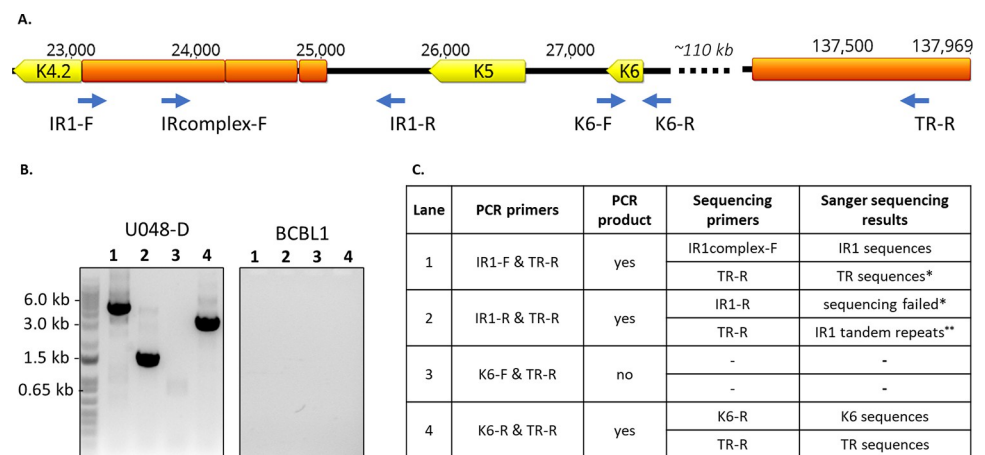 A.
23,000 24,000 25,000 26,000 27,000 ~110 kb 137,500 137,969
K4.2 K5 K6
IR1-F IRcomplex-F IR1-R K6-F K6-R TR-R
B.
U048-D BCBL1
1 2 3 4 1 2 3 4
6.0 kb -
3.0 kb -
1.5 kb -
0.65 kb -
C.
Lane PCR primers PCR product Sequencing primers Sanger sequencing results
1 IR1-F & TR-R yes IR1complex-F IR1 sequences
TR-R TR sequences*
2 IR1-R & TR-R yes IR1-R sequencing failed*
TR-R IR1 tandem repeats**
3 K6-F & TR-R no - -
- -
4 K6-R & TR-R yes K6-R K6 sequences
TR-R TR sequences